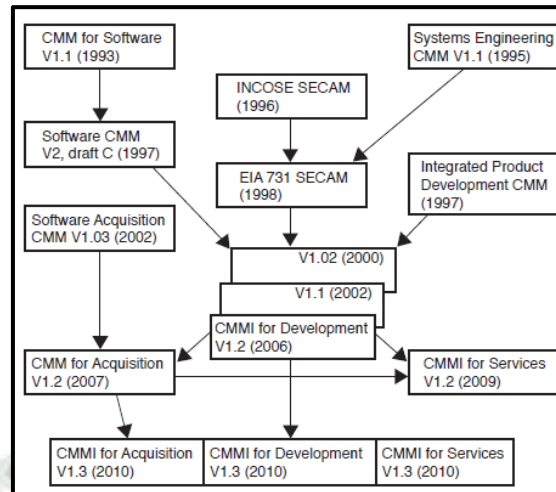 CMM for Software
V1.1 (1993)
Systems Engineering
CMM V1.1 (1995)
INCOSE SECAM
(1996)
Software CMM
V2, draft C (1997)
EIA 731 SECAM
(1998)
Integrated Product
Development CMM
(1997)
Software Acquisition
CMM V1.03 (2002)
V1.02 (2000)
V1.1 (2002)
CMMI for Development
V1.2 (2006)
CMM for Acquisition
V1.2 (2007)
CMMI for Services
V1.2 (2009)
CMMI for Acquisition
V1.3 (2010)
CMMI for Development
V1.3 (2010)
CMMI for Services
V1.3 (2010)